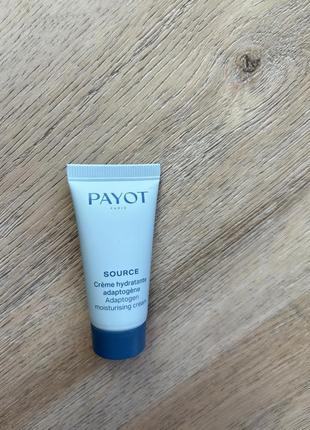 PAYOT
PARIS
SOURCE
Crème hydratante
adaptogène
Adaptogen
moisturising cream